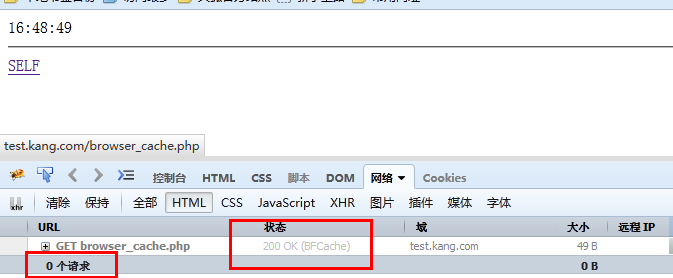 16:48:49
SELF
test.kang.com/browser_cache.php
控制台 HTML CSS 脚本 DOM 网络 Cookies
xhr 清除 保持 全部 HTML CSS JavaScript XHR 图片 插件 媒体 字体
URL 状态 域 大小 远程 IP
GET browser_cache.php 200 OK (BFCache) test.kang.com 49 B
0 个请求 0 B